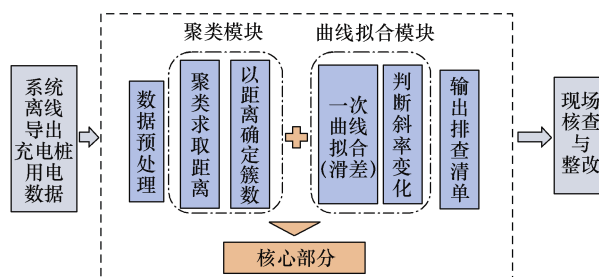 聚类模块
曲线拟合模块
系统
离线
导出
充电桩
用电
数据
数据预处理
聚类求取距离
以距离确定簇数
一次
曲线
拟合
(滑差)
判断斜率变化
输出排查清单
现场
核查
与
整改
核心部分